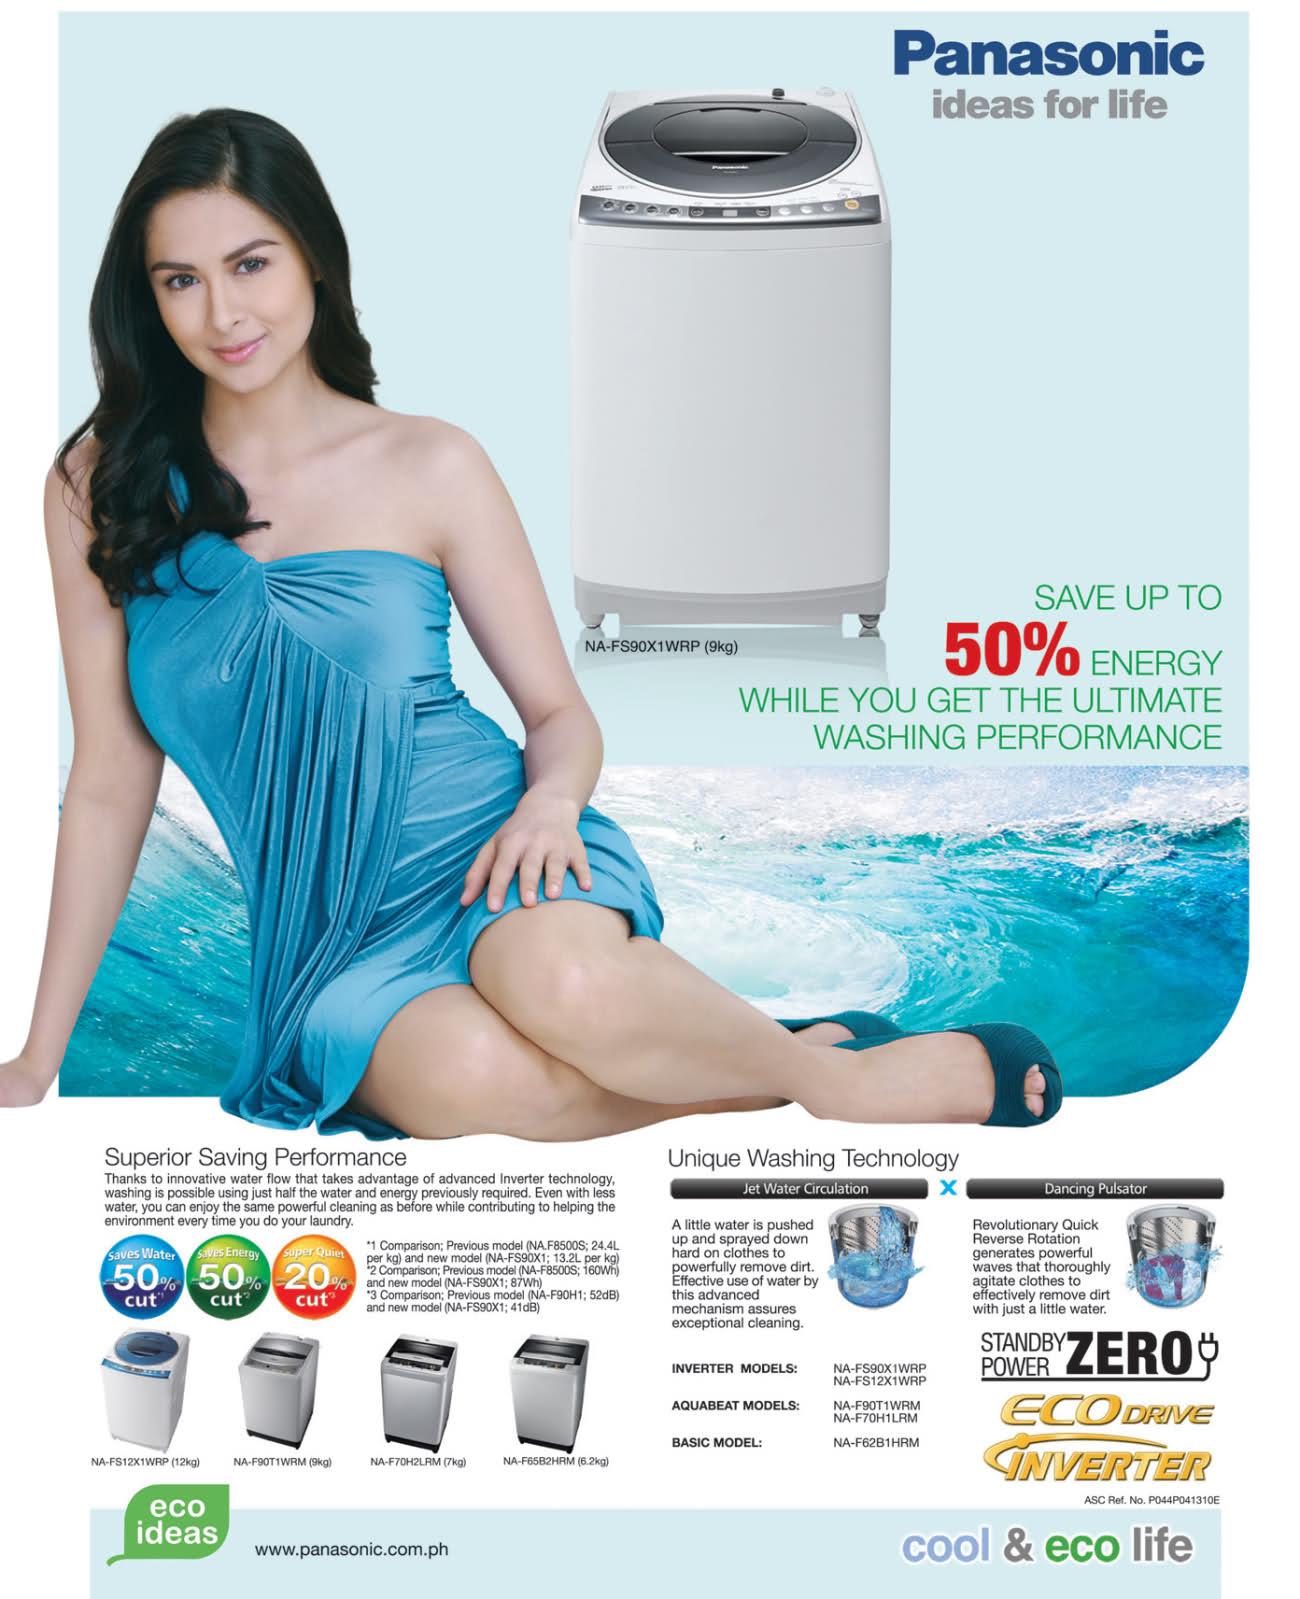 Panasonic
ideas for life
Panasonic
NA-FS90X1WRP (9kg)
SAVE UP TO
50% ENERGY
WHILE YOU GET THE ULTIMATE
WASHING PERFORMANCE
Superior Saving Performance
Thanks to innovative water flow that takes advantage of advanced Inverter technology,
washing is possible using just half the water and energy previously required. Even with less
water, you can enjoy the same powerful cleaning as before while contributing to helping the
environment every time you do your laundry.
Saves Water
50%
cut*1
Saves Energy
50%
cut*2
Super Quiet
20%
cut*3
*1 Comparison; Previous model (NA.F8500S; 24.4L
per kg) and new model (NA-FS90X1; 13.2L per kg)
*2 Comparison; Previous model (NA-F8500S; 160Wh)
and new model (NA-FS90X1; 87Wh)
*3 Comparison; Previous model (NA-F90H1; 52dB)
and new model (NA-FS90X1; 41dB)
NA-FS12X1WRP (12kg)
NA-F90T1WRM (9kg)
NA-F70H2LRM (7kg)
NA-F65B2HRM (6.2kg)
Unique Washing Technology
Jet Water Circulation X Dancing Pulsator
A little water is pushed
up and sprayed down
hard on clothes to
powerfully remove dirt.
Effective use of water by
this advanced
mechanism assures
exceptional cleaning.
Revolutionary Quick
Reverse Rotation
generates powerful
waves that thoroughly
agitate clothes to
effectively remove dirt
with just a little water.
INVERTER MODELS: NA-FS90X1WRP
NA-FS12X1WRP
AQUABEAT MODELS: NA-F90T1WRM
NA-F70H1LRM
BASIC MODEL: NA-F62B1HRM
STANDBY
POWER ZERO
ECO DRIVE
INVERTER
ASC Ref. No. P044P041310E
eco
ideas
www.panasonic.com.ph
cool & eco life